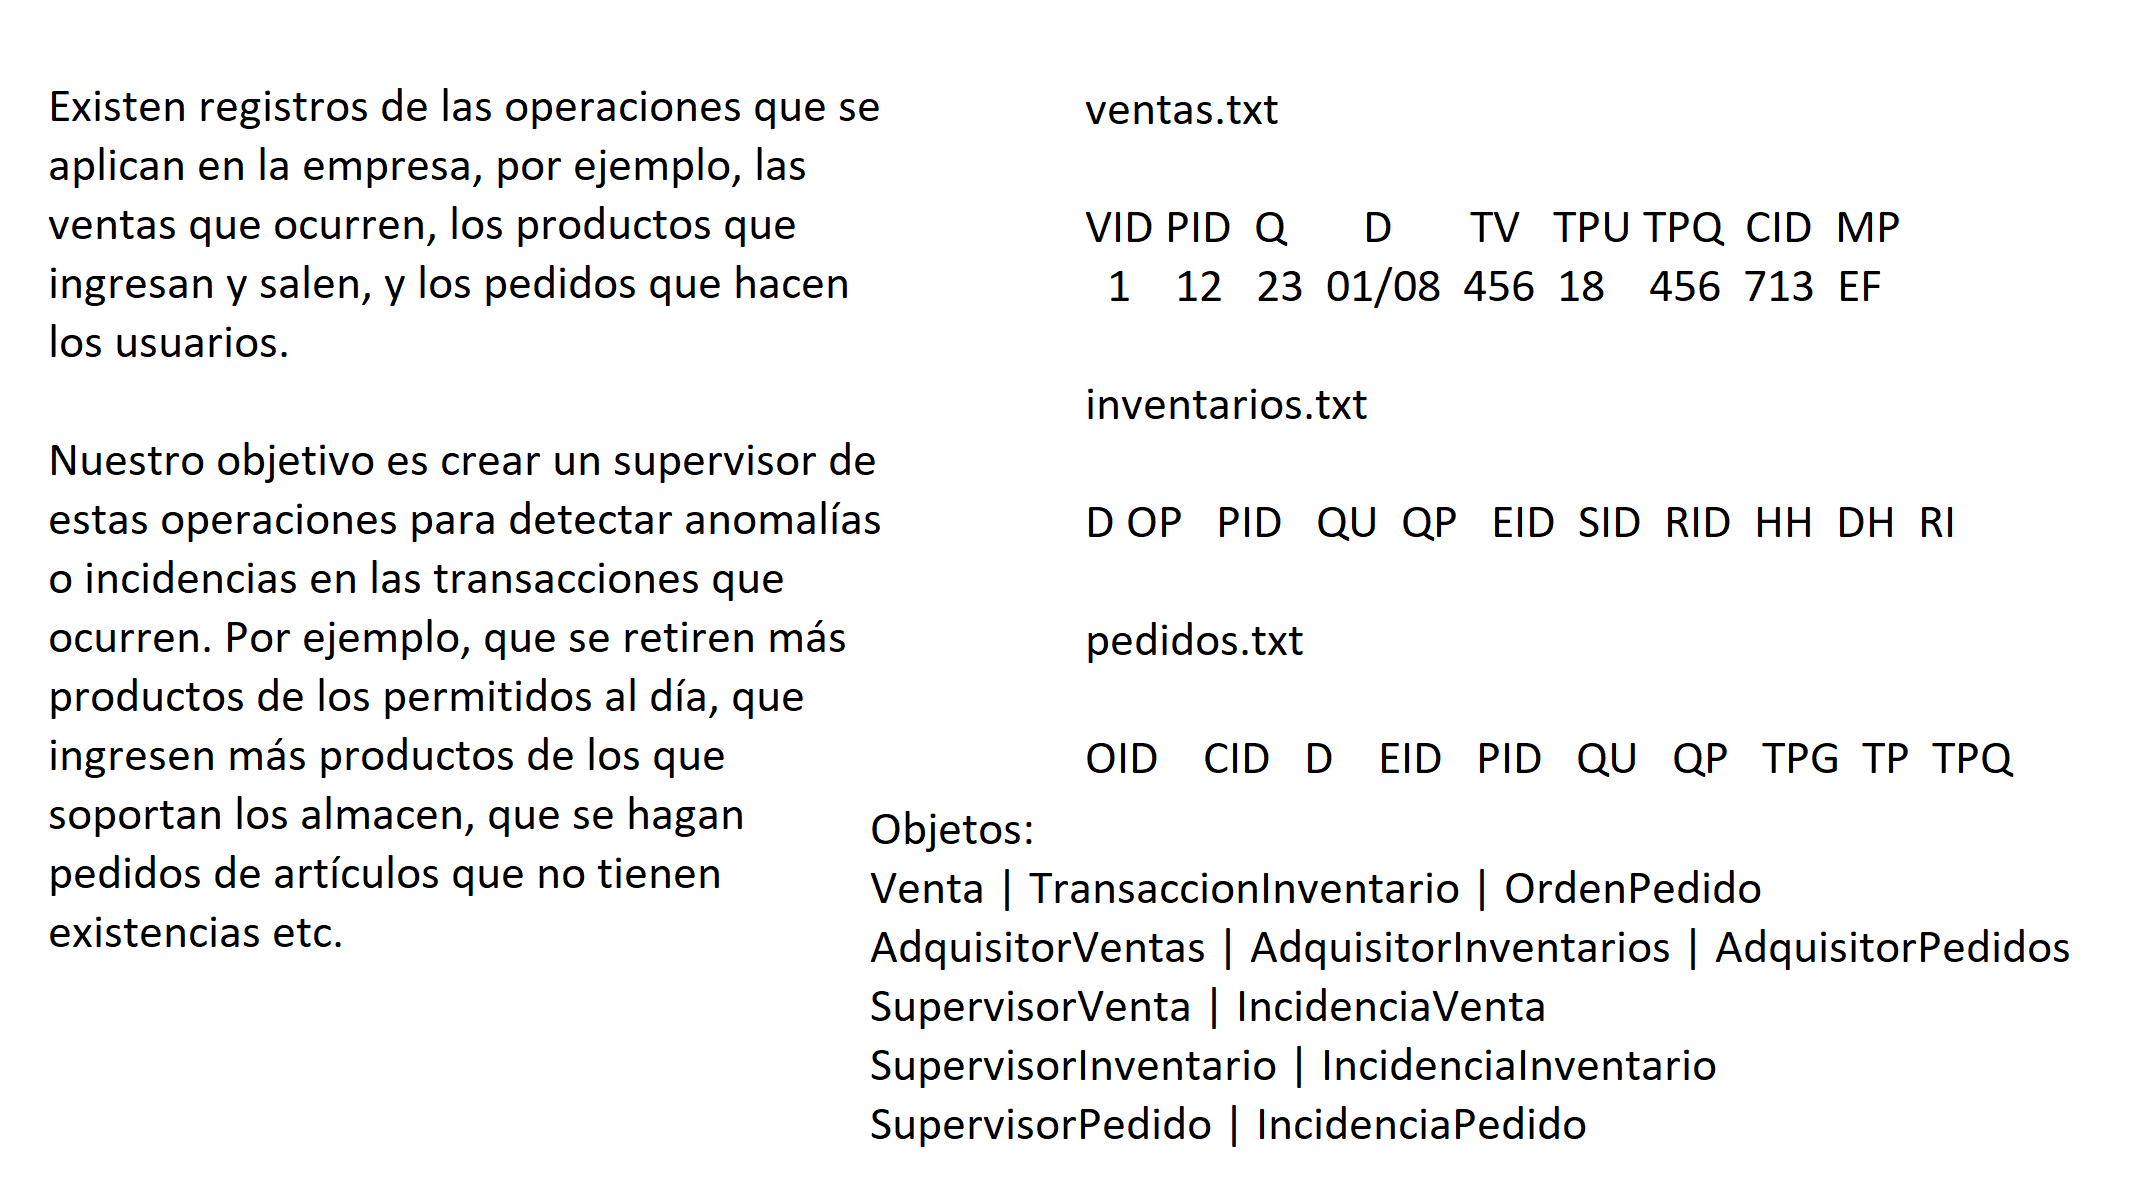 Existen registros de las operaciones que se
aplican en la empresa, por ejemplo, las
ventas que ocurren, los productos que
ingresan y salen, y los pedidos que hacen
los usuarios.
Nuestro objetivo es crear un supervisor de
estas operaciones para detectar anomalías
o incidencias en las transacciones que
ocurren. Por ejemplo, que se retiren más
productos de los permitidos al día, que
ingresen más productos de los que
soportan los almacen, que se hagan
pedidos de artículos que no tienen
existencias etc.
ventas.txt
VID PID Q D TV TPU TPQ CID MP
1 12 23 01/08 456 18 456 713 EF
inventarios.txt
D OP PID QU QP EID SID RID HH DH RI
pedidos.txt
OID CID D EID PID QU QP TPG TP TPQ
Objetos:
Venta | TransaccionInventario | OrdenPedido
AdquisitorVentas | AdquisitorInventarios | AdquisitorPedidos
SupervisorVenta | IncidenciaVenta
SupervisorInventario | IncidenciaInventario
SupervisorPedido | IncidenciaPedido